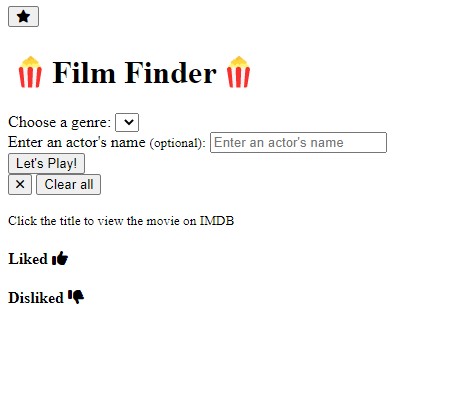 Film Finder
Choose a genre:
Enter an actor's name (optional): Enter an actor's name
Let's Play!
✕ Clear all
Click the title to view the movie on IMDB
Liked
Disliked